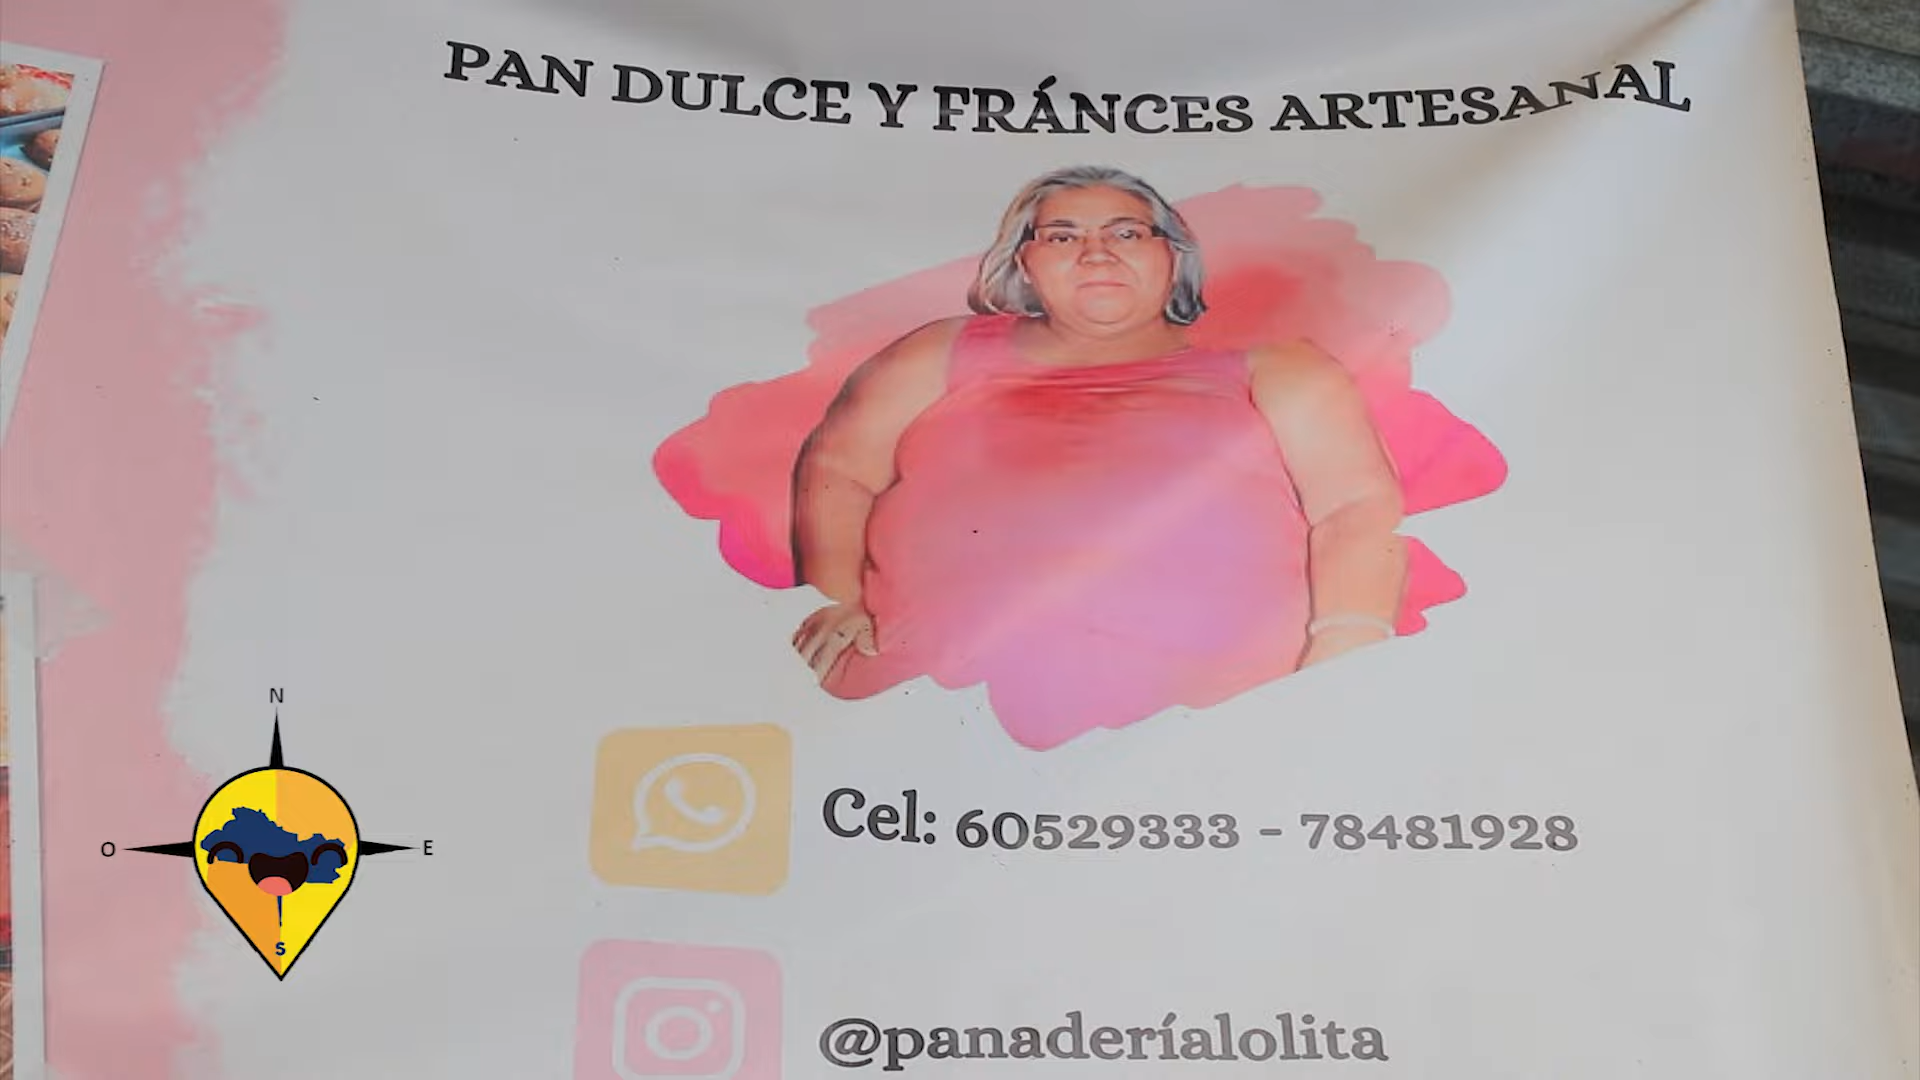 PAN DULCE Y FRÁNCES ARTESANAL
Cel: 60529333 - 78481928
@panaderíalolita
N
O
E
S